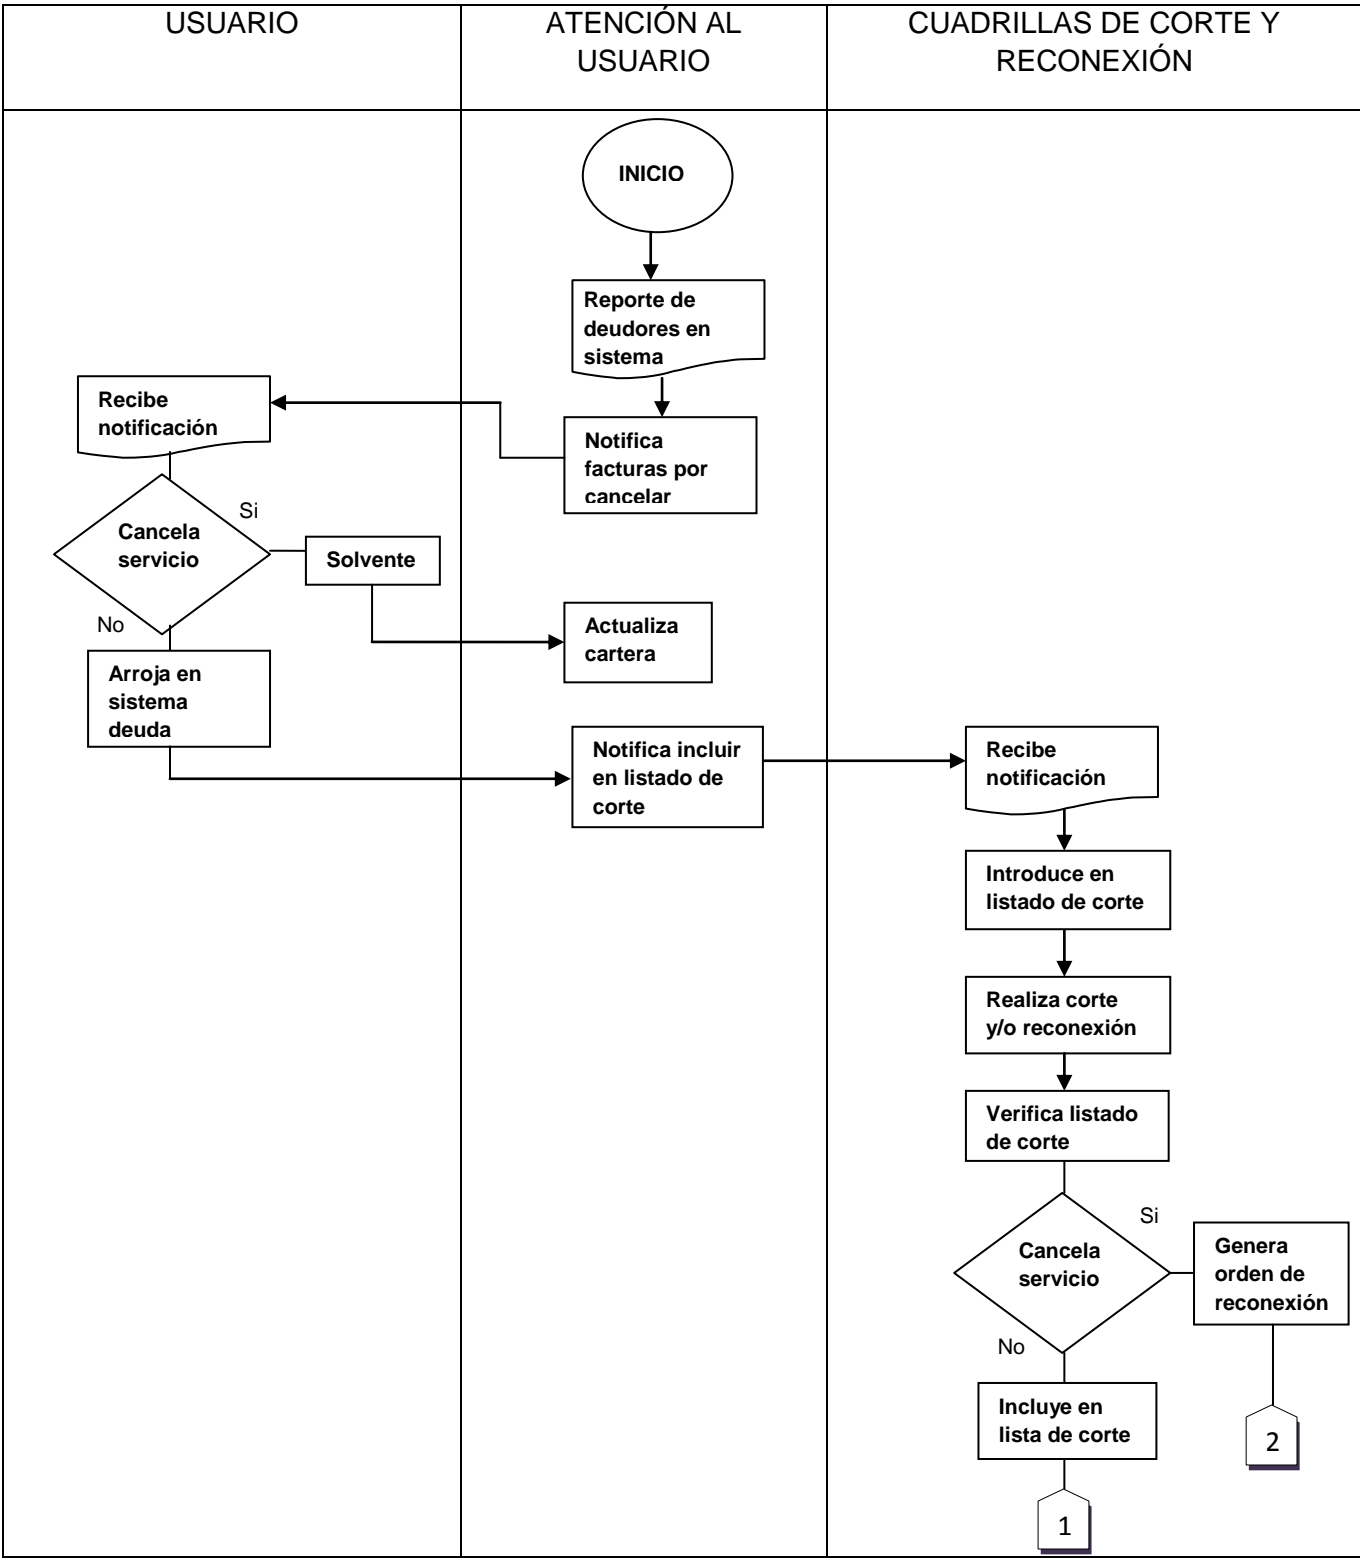 USUARIO
ATENCIÓN AL
USUARIO
CUADRILLAS DE CORTE Y
RECONEXIÓN
INICIO
Reporte de
deudores en
sistema
Recibe
notificación
Notifica
facturas por
cancelar
Si
Cancela
servicio
Solvente
No
Actualiza
cartera
Arroja en
sistema
deuda
Notifica incluir
en listado de
corte
Recibe
notificación
Introduce en
listado de corte
Realiza corte
y/o reconexión
Verifica listado
de corte
Si
Cancela
servicio
Genera
orden de
reconexión
No
Incluye en
lista de corte
2
1